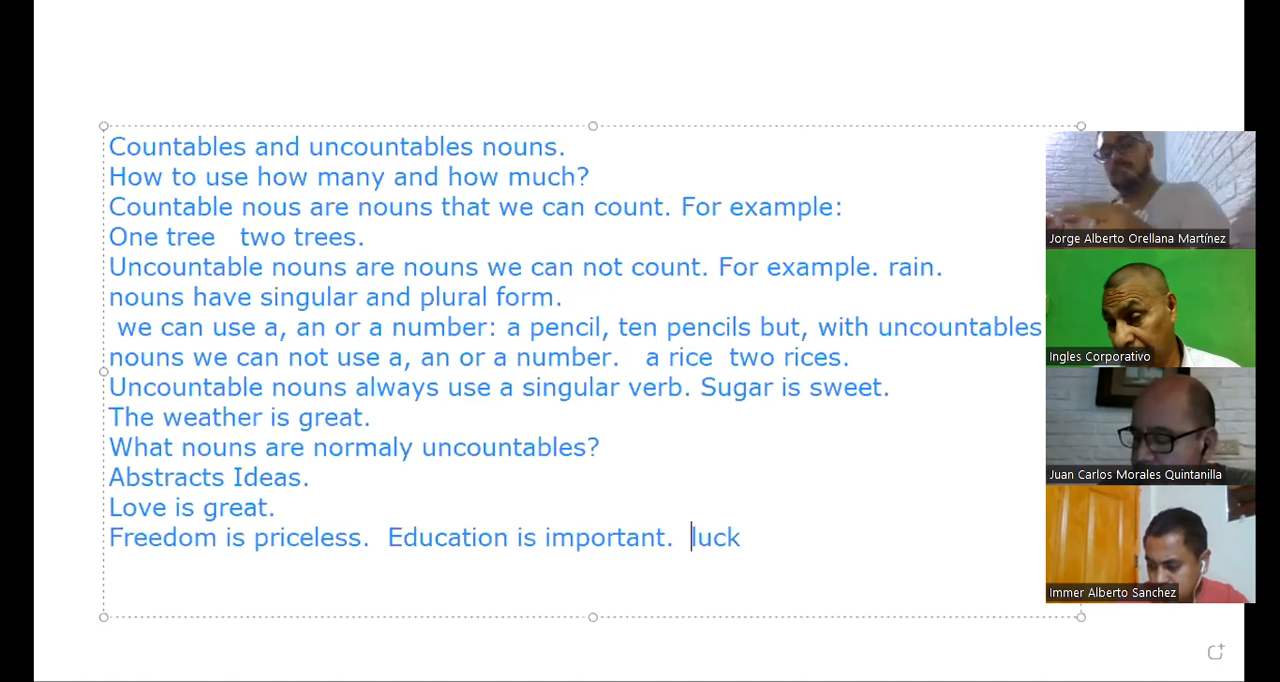 Countables and uncountables nouns.
How to use how many and how much?
Countable nous are nouns that we can count. For example:
One tree two trees.
Uncountable nouns are nouns we can not count. For example. rain.
nouns have singular and plural form.
we can use a, an or a number: a pencil, ten pencils but, with uncountables
nouns we can not use a, an or a number. a rice two rices.
Uncountable nouns always use a singular verb. Sugar is sweet.
The weather is great.
What nouns are normaly uncountables?
Abstracts Ideas.
Love is great.
Freedom is priceless. Education is important. luck
Jorge Alberto Orellana Martínez
Ingles Corporativo
Juan Carlos Morales Quintanilla
Immer Alberto Sanchez